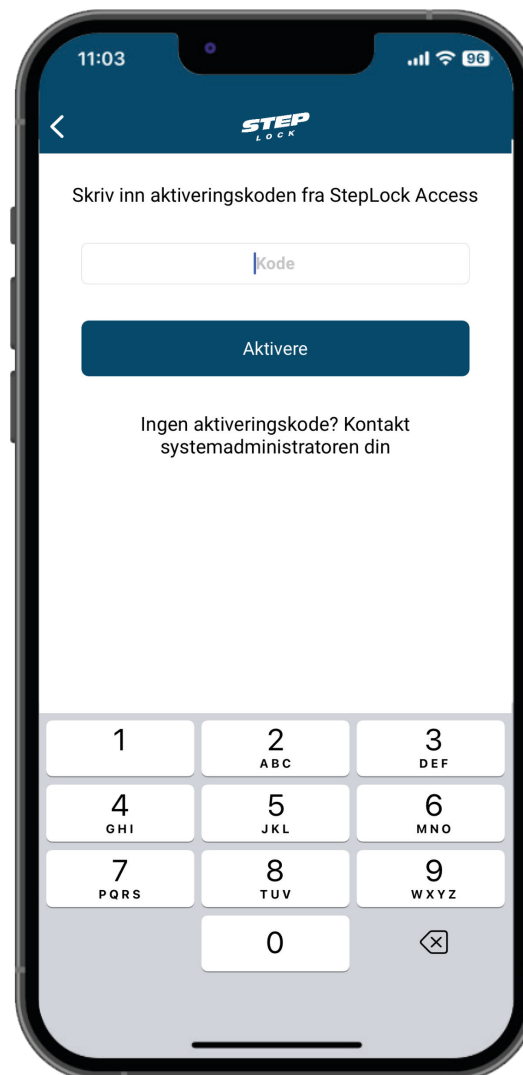 11:03
96
STEP
LOCK
Skriv inn aktiveringskoden fra StepLock Access
Kode
Aktivere
Ingen aktiveringskode? Kontakt
systemadministratoren din
1
2
3
ABC
DEF
4
5
6
GHI
JKL
MNO
7
8
9
PQRS
TUV
WXYZ
0